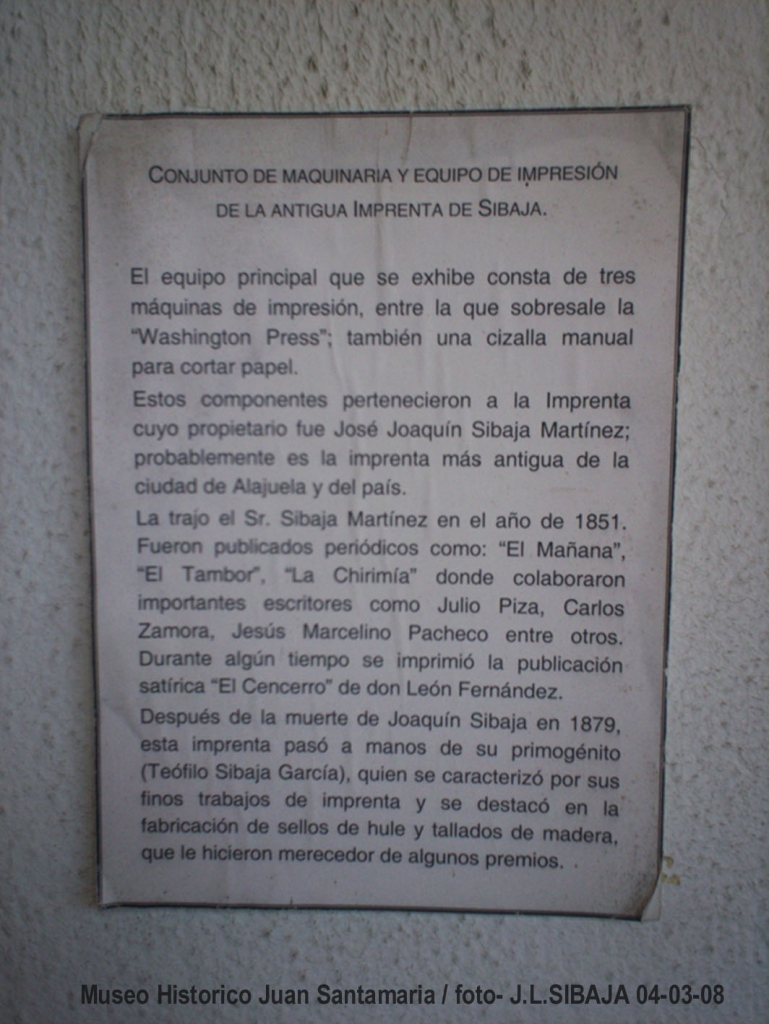 CONJUNTO DE MAQUINARIA Y EQUIPO DE IMPRESIÓN
DE LA ANTIGUA IMPRENTA DE SIBAJA.
El equipo principal que se exhibe consta de tres
máquinas de impresión, entre la que sobresale la
“Washington Press”; también una cizalla manual
para cortar papel.
Estos componentes pertenecieron a la Imprenta
cuyo propietario fue José Joaquín Sibaja Martínez;
probablemente es la imprenta más antigua de la
ciudad de Alajuela y del país.
La trajo el Sr. Sibaja Martínez en el año de 1851.
Fueron publicados periódicos como: “El Mañana”,
“El Tambor”, “La Chirimía” donde colaboraron
importantes escritores como Julio Piza, Carlos
Zamora, Jesús Marcelino Pacheco entre otros.
Durante algún tiempo se imprimió la publicación
satírica “El Cencerro” de don León Fernández.
Después de la muerte de Joaquín Sibaja en 1879,
esta imprenta pasó a manos de su primogénito
(Teófilo Sibaja García), quien se caracterizó por sus
finos trabajos de imprenta y se destacó en la
fabricación de sellos de hule y tallados de madera,
que le hicieron merecedor de algunos premios.
Museo Historico Juan Santamaria / foto- J.L.SIBAJA 04-03-08